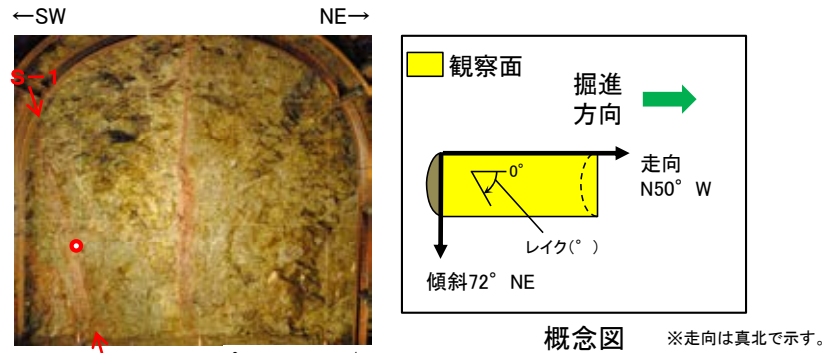 ←SW
NE→
S-1
観察面
掘進
方向
0°
走向
N50°W
レイク(°)
傾斜72°NE
概念図
※走向は真北で示す。